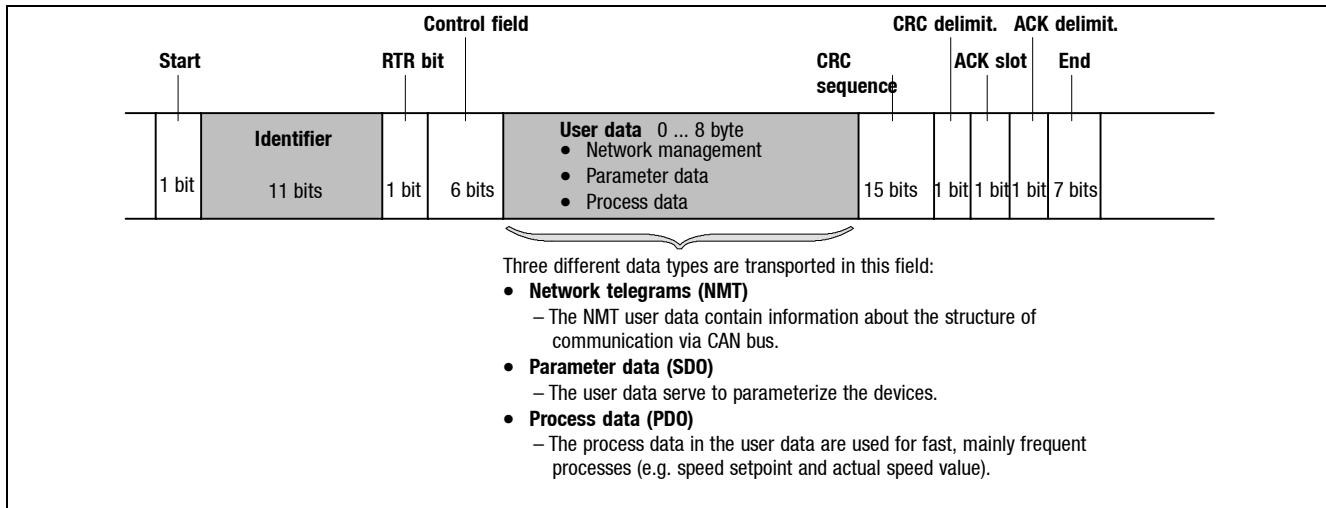 Control field
CRC delimit. ACK delimit.
Start
RTR bit
CRC
sequence
ACK slot
End
Identifier
User data 0 ... 8 byte
• Network management
• Parameter data
• Process data
1 bit
11 bits
1 bit
6 bits
15 bits
1 bit
1 bit
1 bit
7 bits
Three different data types are transported in this field:
• Network telegrams (NMT)
– The NMT user data contain information about the structure of
communication via CAN bus.
• Parameter data (SDO)
– The user data serve to parameterize the devices.
• Process data (PDO)
– The process data in the user data are used for fast, mainly frequent
processes (e.g. speed setpoint and actual speed value).